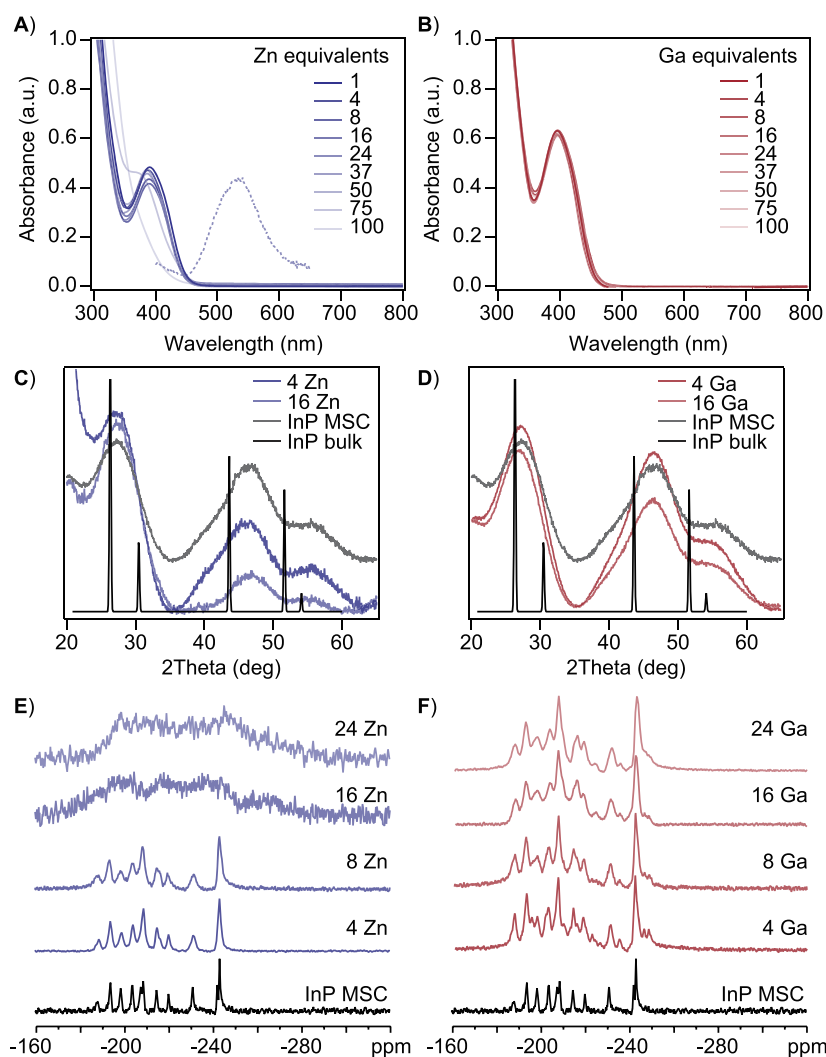 A)
Zn equivalents
1
4
8
16
24
37
50
75
100
1.0
0.8
0.6
0.4
0.2
0.0
Absorbance (a.u.)
300 400 500 600 700 800
Wavelength (nm)
B)
Ga equivalents
1
4
8
16
24
37
50
75
100
1.0
0.8
0.6
0.4
0.2
0.0
Absorbance (a.u.)
300 400 500 600 700 800
Wavelength (nm)
C)
4 Zn
16 Zn
InP MSC
InP bulk
20 30 40 50 60
2Theta (deg)
D)
4 Ga
16 Ga
InP MSC
InP bulk
20 30 40 50 60
2Theta (deg)
E)
24 Zn
16 Zn
8 Zn
4 Zn
InP MSC
-160 -200 -240 -280 ppm
F)
24 Ga
16 Ga
8 Ga
4 Ga
InP MSC
-160 -200 -240 -280 ppm